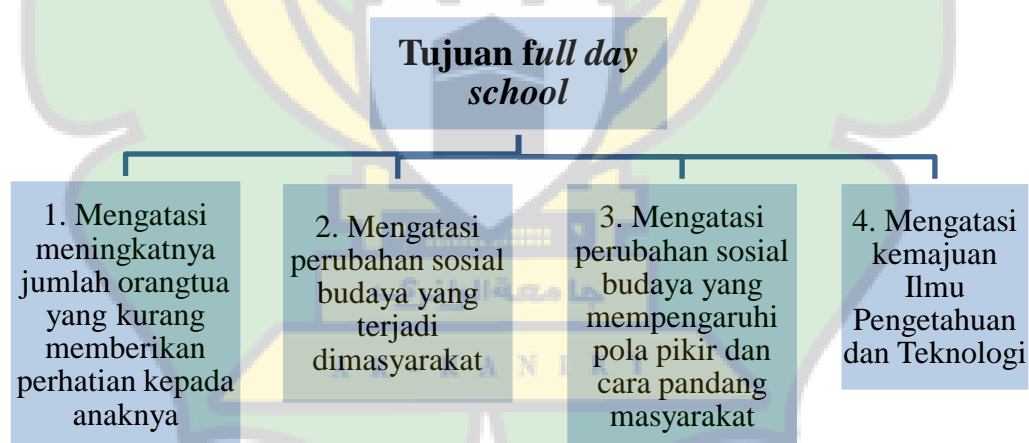 Tujuan full day
school
1. Mengatasi
meningkatnya
jumlah orangtua
yang kurang
memberikan
perhatian kepada
anaknya
2. Mengatasi
perubahan sosial
budaya yang
terjadi
dimasyarakat
3. Mengatasi
perubahan sosial
budaya yang
mempengaruhi
pola pikir dan
cara pandang
masyarakat
4. Mengatasi
kemajuan
Ilmu
Pengetahuan
dan Teknologi
جامعة الرانري
A R - R A N I R Y